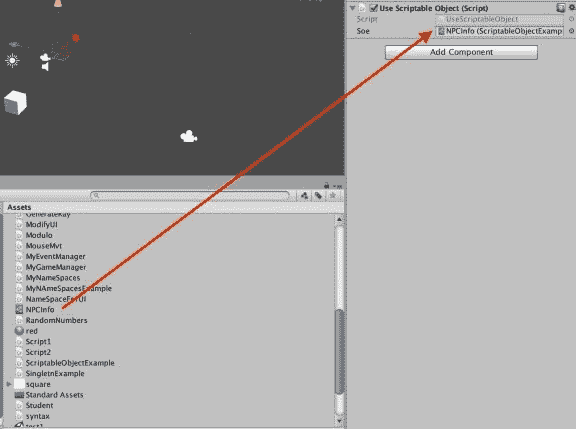 Use Scriptable Object (Script)
Script UseScriptableObject
Soe NPCInfo (ScriptableObjectExamp
Add Component
Assets
GenerateRay
ModifyUI
Modulo
MouseMvt
MyEventManager
MyGameManager
MyNameSpaces
MyNAmeSpacesExample
NameSpaceForUI
NPCInfo
RandomNumbers
red
Script1
Script2
ScriptableObjectExample
SingletnExample
square
Standard Assets
Student
syntax
test1